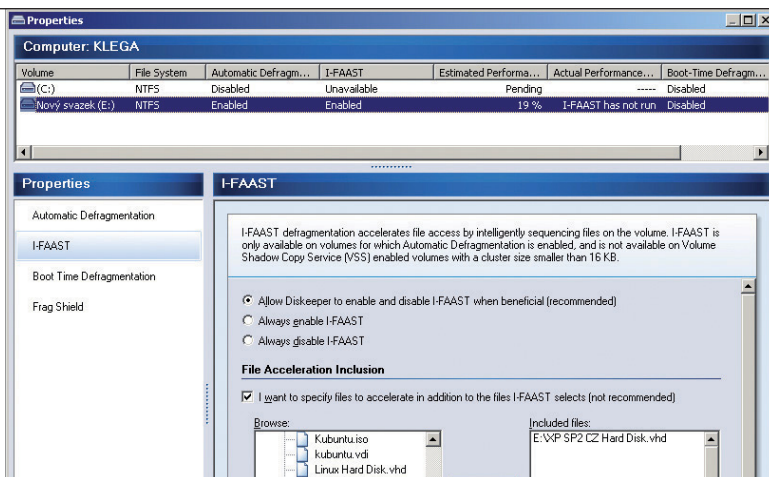 Properties
Computer: KLEGA
Volume File System Automatic Defragm... I-FAAST Estimated Performa... Actual Performance... Boot-Time Defragm...
(C:) NTFS Disabled Unavailable Pending ----- Disabled
Nový svazek (E:) NTFS Enabled Enabled 19 % I-FAAST has not run Disabled
Properties
Automatic Defragmentation
I-FAAST
Boot Time Defragmentation
Frag Shield
I-FAAST
I-FAAST defragmentation accelerates file access by intelligently sequencing files on the volume. I-FAAST is
only available on volumes for which Automatic Defragmentation is enabled, and is not available on Volume
Shadow Copy Service (VSS) enabled volumes with a cluster size smaller than 16 KB.
Allow Diskeeper to enable and disable I-FAAST when beneficial (recommended)
Always enable I-FAAST
Always disable I-FAAST
File Acceleration Inclusion
I want to specify files to accelerate in addition to the files I-FAAST selects (not recommended)
Browse:
Kubuntu.iso
kubuntu.vdi
Linux Hard Disk.vhd
Included files:
E:\XP SP2 CZ Hard Disk.vhd